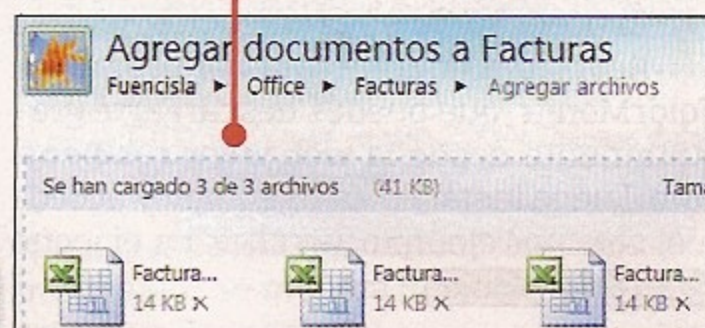 Agregar documentos a Facturas
Fuencisla ► Office ► Facturas ► Agregar archivos
Se han cargado 3 de 3 archivos (41 KB) Tama
Factura... Factura... Factura...
14 KB × 14 KB × 14 KB ×